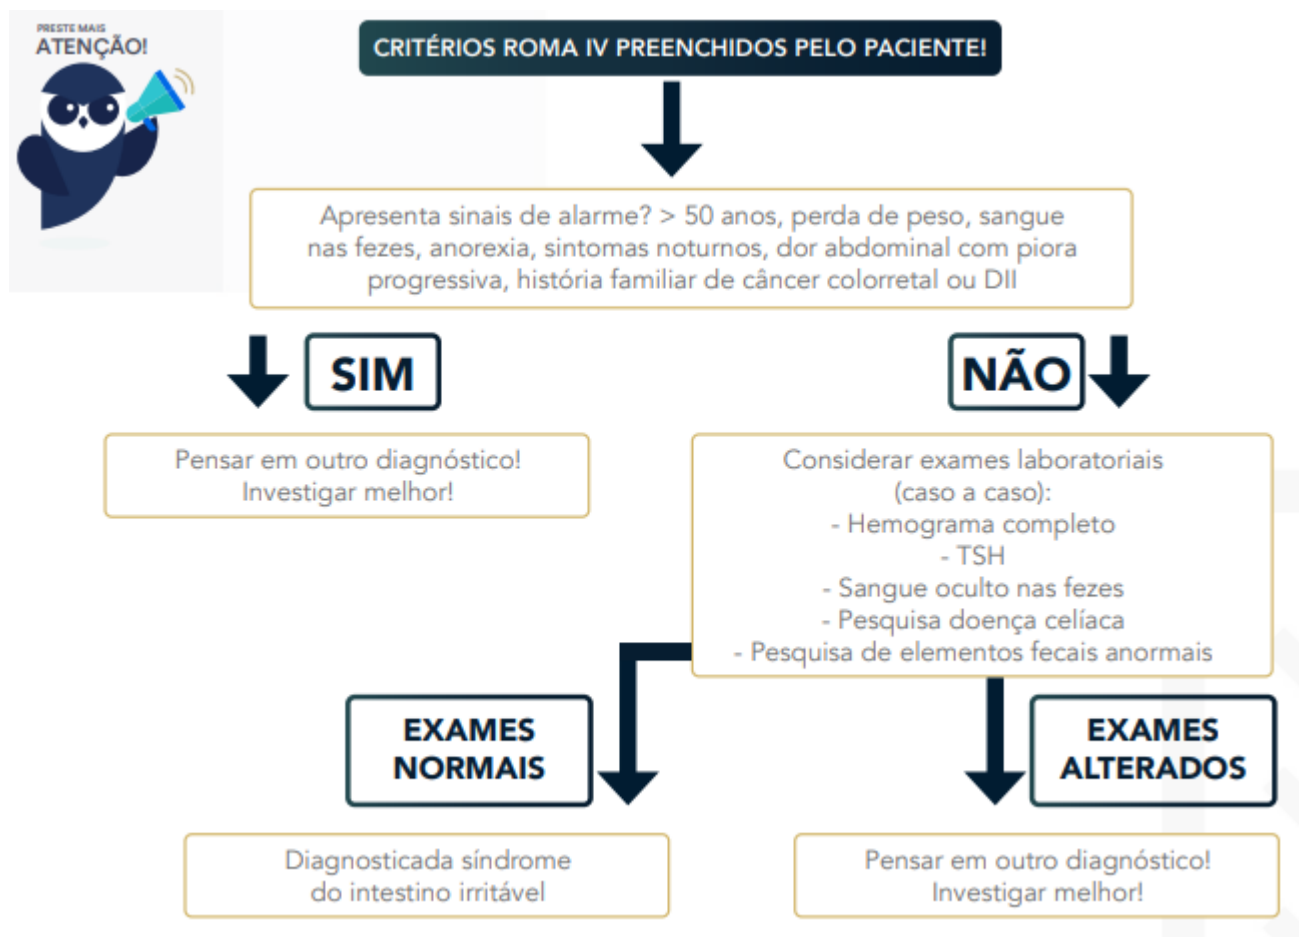 PRESTE MAIS
ATENÇÃO!
CRITÉRIOS ROMA IV PREENCHIDOS PELO PACIENTE!
Apresenta sinais de alarme? > 50 anos, perda de peso, sangue
nas fezes, anorexia, sintomas noturnos, dor abdominal com piora
progressiva, história familiar de câncer colorretal ou DII
SIM
NÃO
Pensar em outro diagnóstico!
Investigar melhor!
Considerar exames laboratoriais
(caso a caso):
- Hemograma completo
- TSH
- Sangue oculto nas fezes
- Pesquisa doença celíaca
- Pesquisa de elementos fecais anormais
EXAMES
NORMAIS
EXAMES
ALTERADOS
Diagnosticada síndrome
do intestino irritável
Pensar em outro diagnóstico!
Investigar melhor!